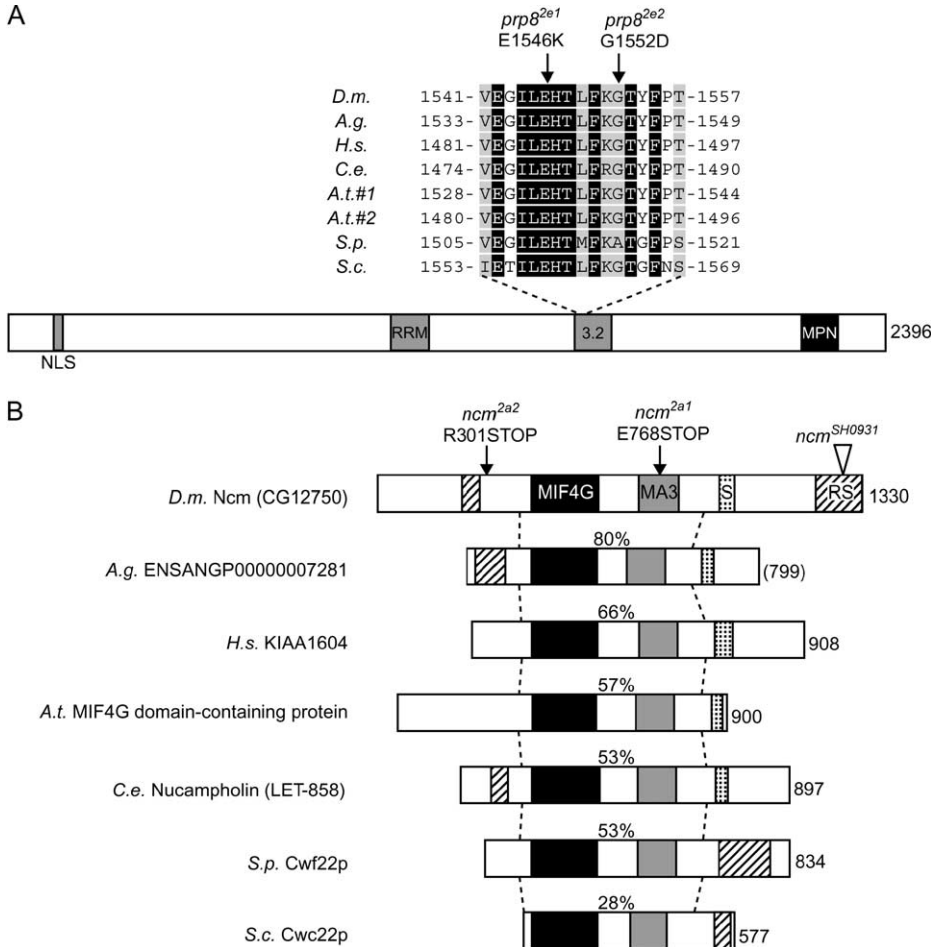 A
prp8^2e1 prp8^2e2
E1546K G1552D
D.m. 1541- VEGILEHTLFKGTYFPT -1557
A.g. 1533- VEGILEHTLFKGTYFPT -1549
H.s. 1481- VEGILEHTLFKGTYFPT -1497
C.e. 1474- VEGILEHTLFRGTYFPT -1490
A.t.#1 1528- VEGILEHTLFKGTYFPT -1544
A.t.#2 1480- VEGILEHTLFKGTYFPT -1496
S.p. 1505- VEGILEHTMFKATGFPS -1521
S.c. 1553- IETILEHTLFKGTGFNS -1569
RRM 3.2 MPN 2396
NLS
B
ncm^2a2 ncm^2a1 ncm^SH0931
R301STOP E768STOP
D.m. Ncm (CG12750) MIF4G MA3 S RS 1330
80%
A.g. ENSANGP00000007281 (799)
66%
H.s. KIAA1604 908
57%
A.t. MIF4G domain-containing protein 900
53%
C.e. Nucampholin (LET-858) 897
53%
S.p. Cwf22p 834
28%
S.c. Cwc22p 577